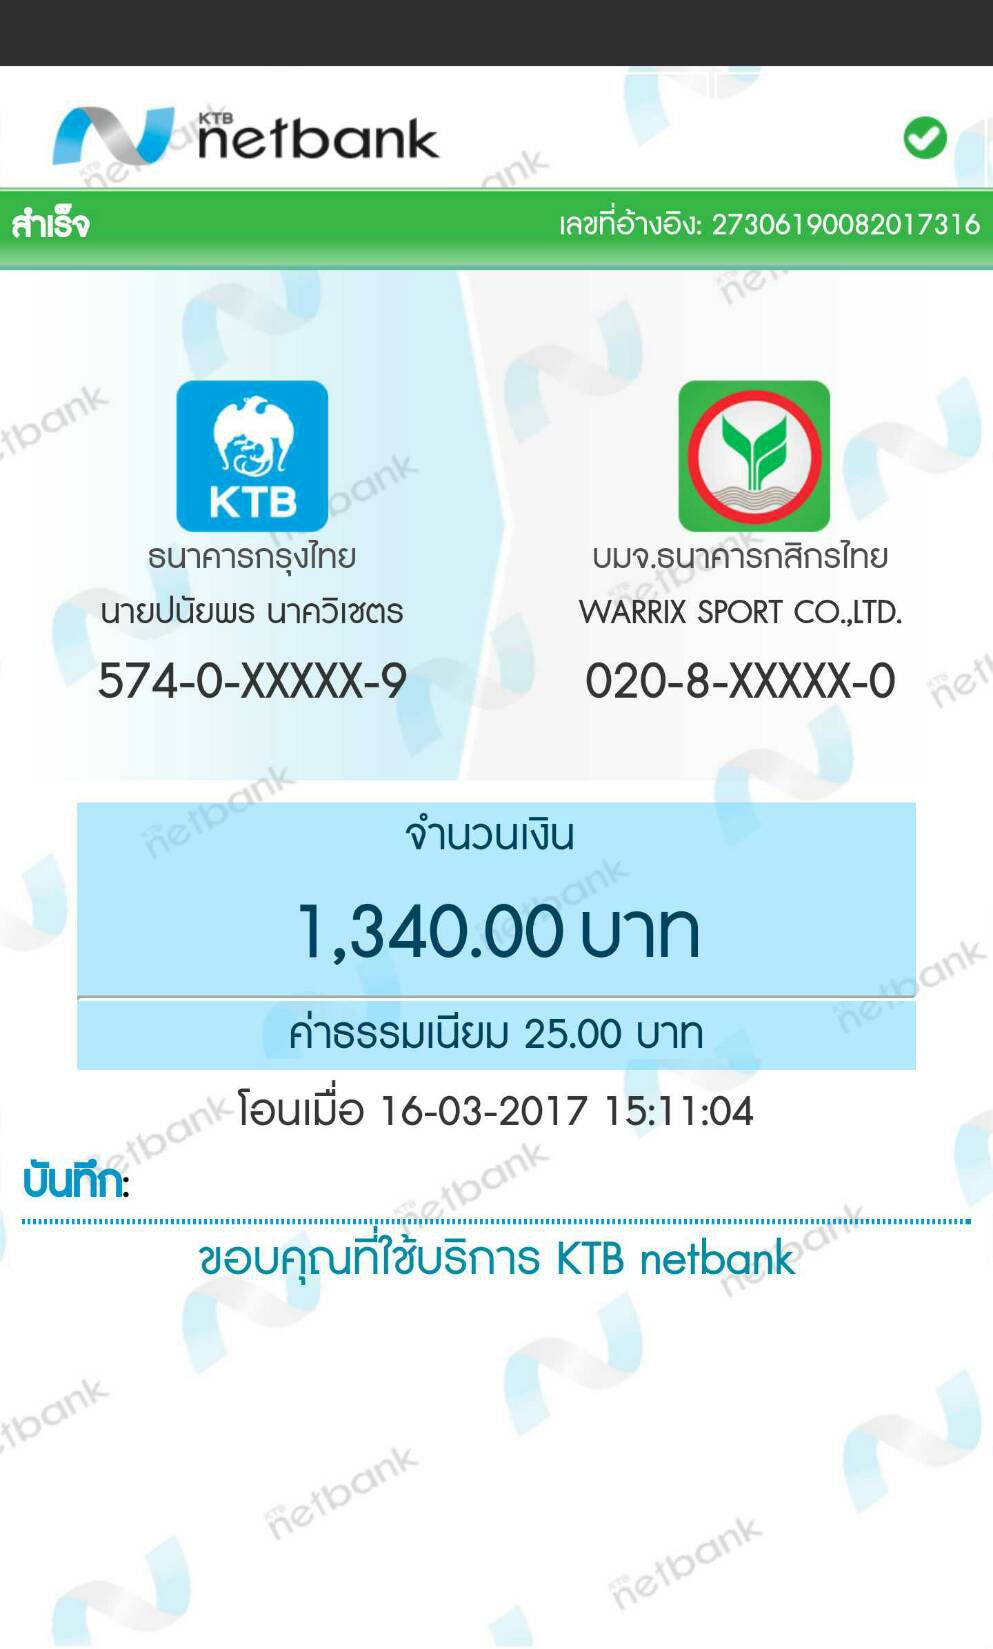 KTB netbank
สำเร็จ เลขที่อ้างอิง: 27306190082017316
KTB
ธนาคารกรุงไทย
นายปนัยพร นาควิเชตร
574-0-XXXXX-9
บมจ.ธนาคารกสิกรไทย
WARRIX SPORT CO.,LTD.
020-8-XXXXX-0
จำนวนเงิน
1,340.00 บาท
ค่าธรรมเนียม 25.00 บาท
โอนเมื่อ 16-03-2017 15:11:04
บันทึก:
ขอบคุณที่ใช้บริการ KTB netbank